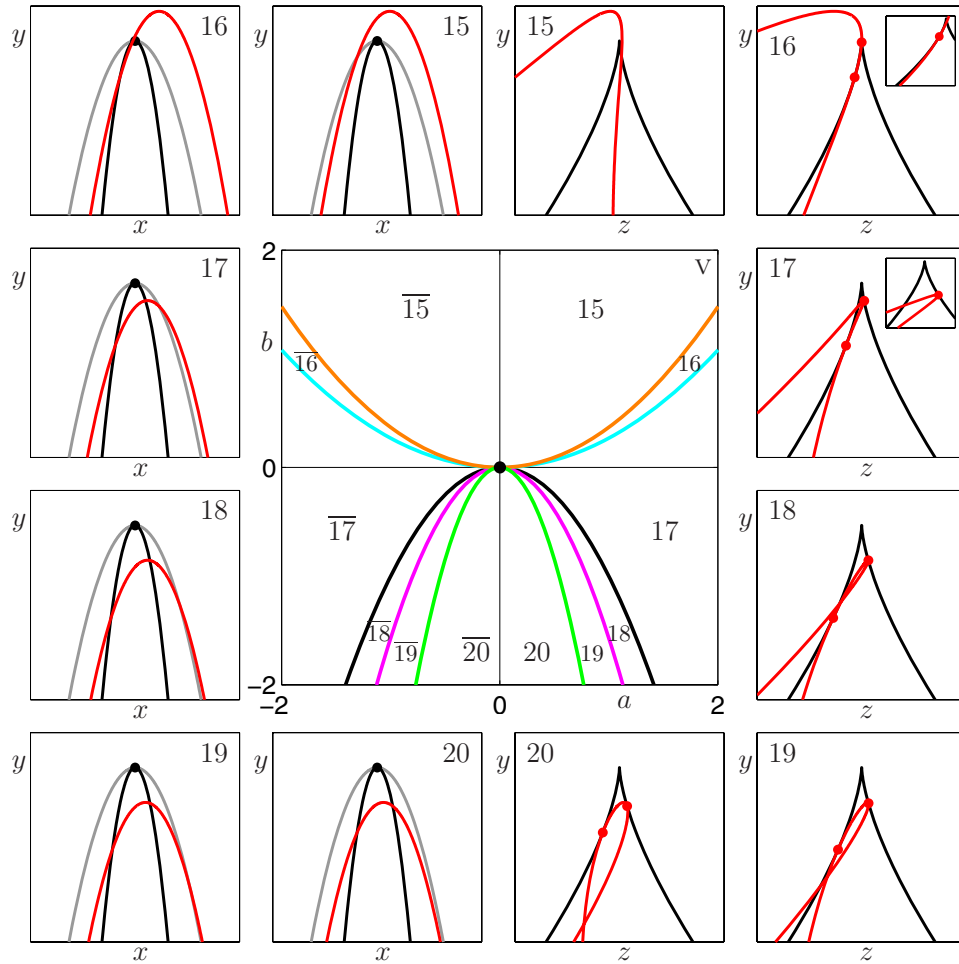 y 16 x
y 15 x
y 15 z
y 16 z
y 17 x
2 V
b
0
−2
−2 0 a 2
15 15
16 16
17 17
18 19 20 20 19 18
y 17 z
y 18 x
y 18 z
y 19 x
y 20 x
y 20 z
y 19 z